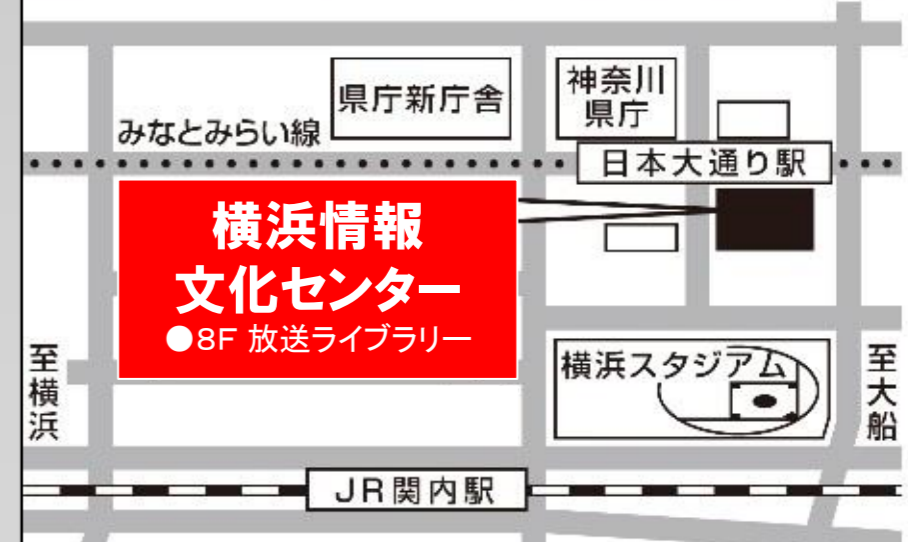 県庁新庁舎
神奈川
県庁
みなとみらい線
日本大通り駅
横浜情報
文化センター
●8F 放送ライブラリー
至横浜
横浜スタジアム
至大船
JR関内駅